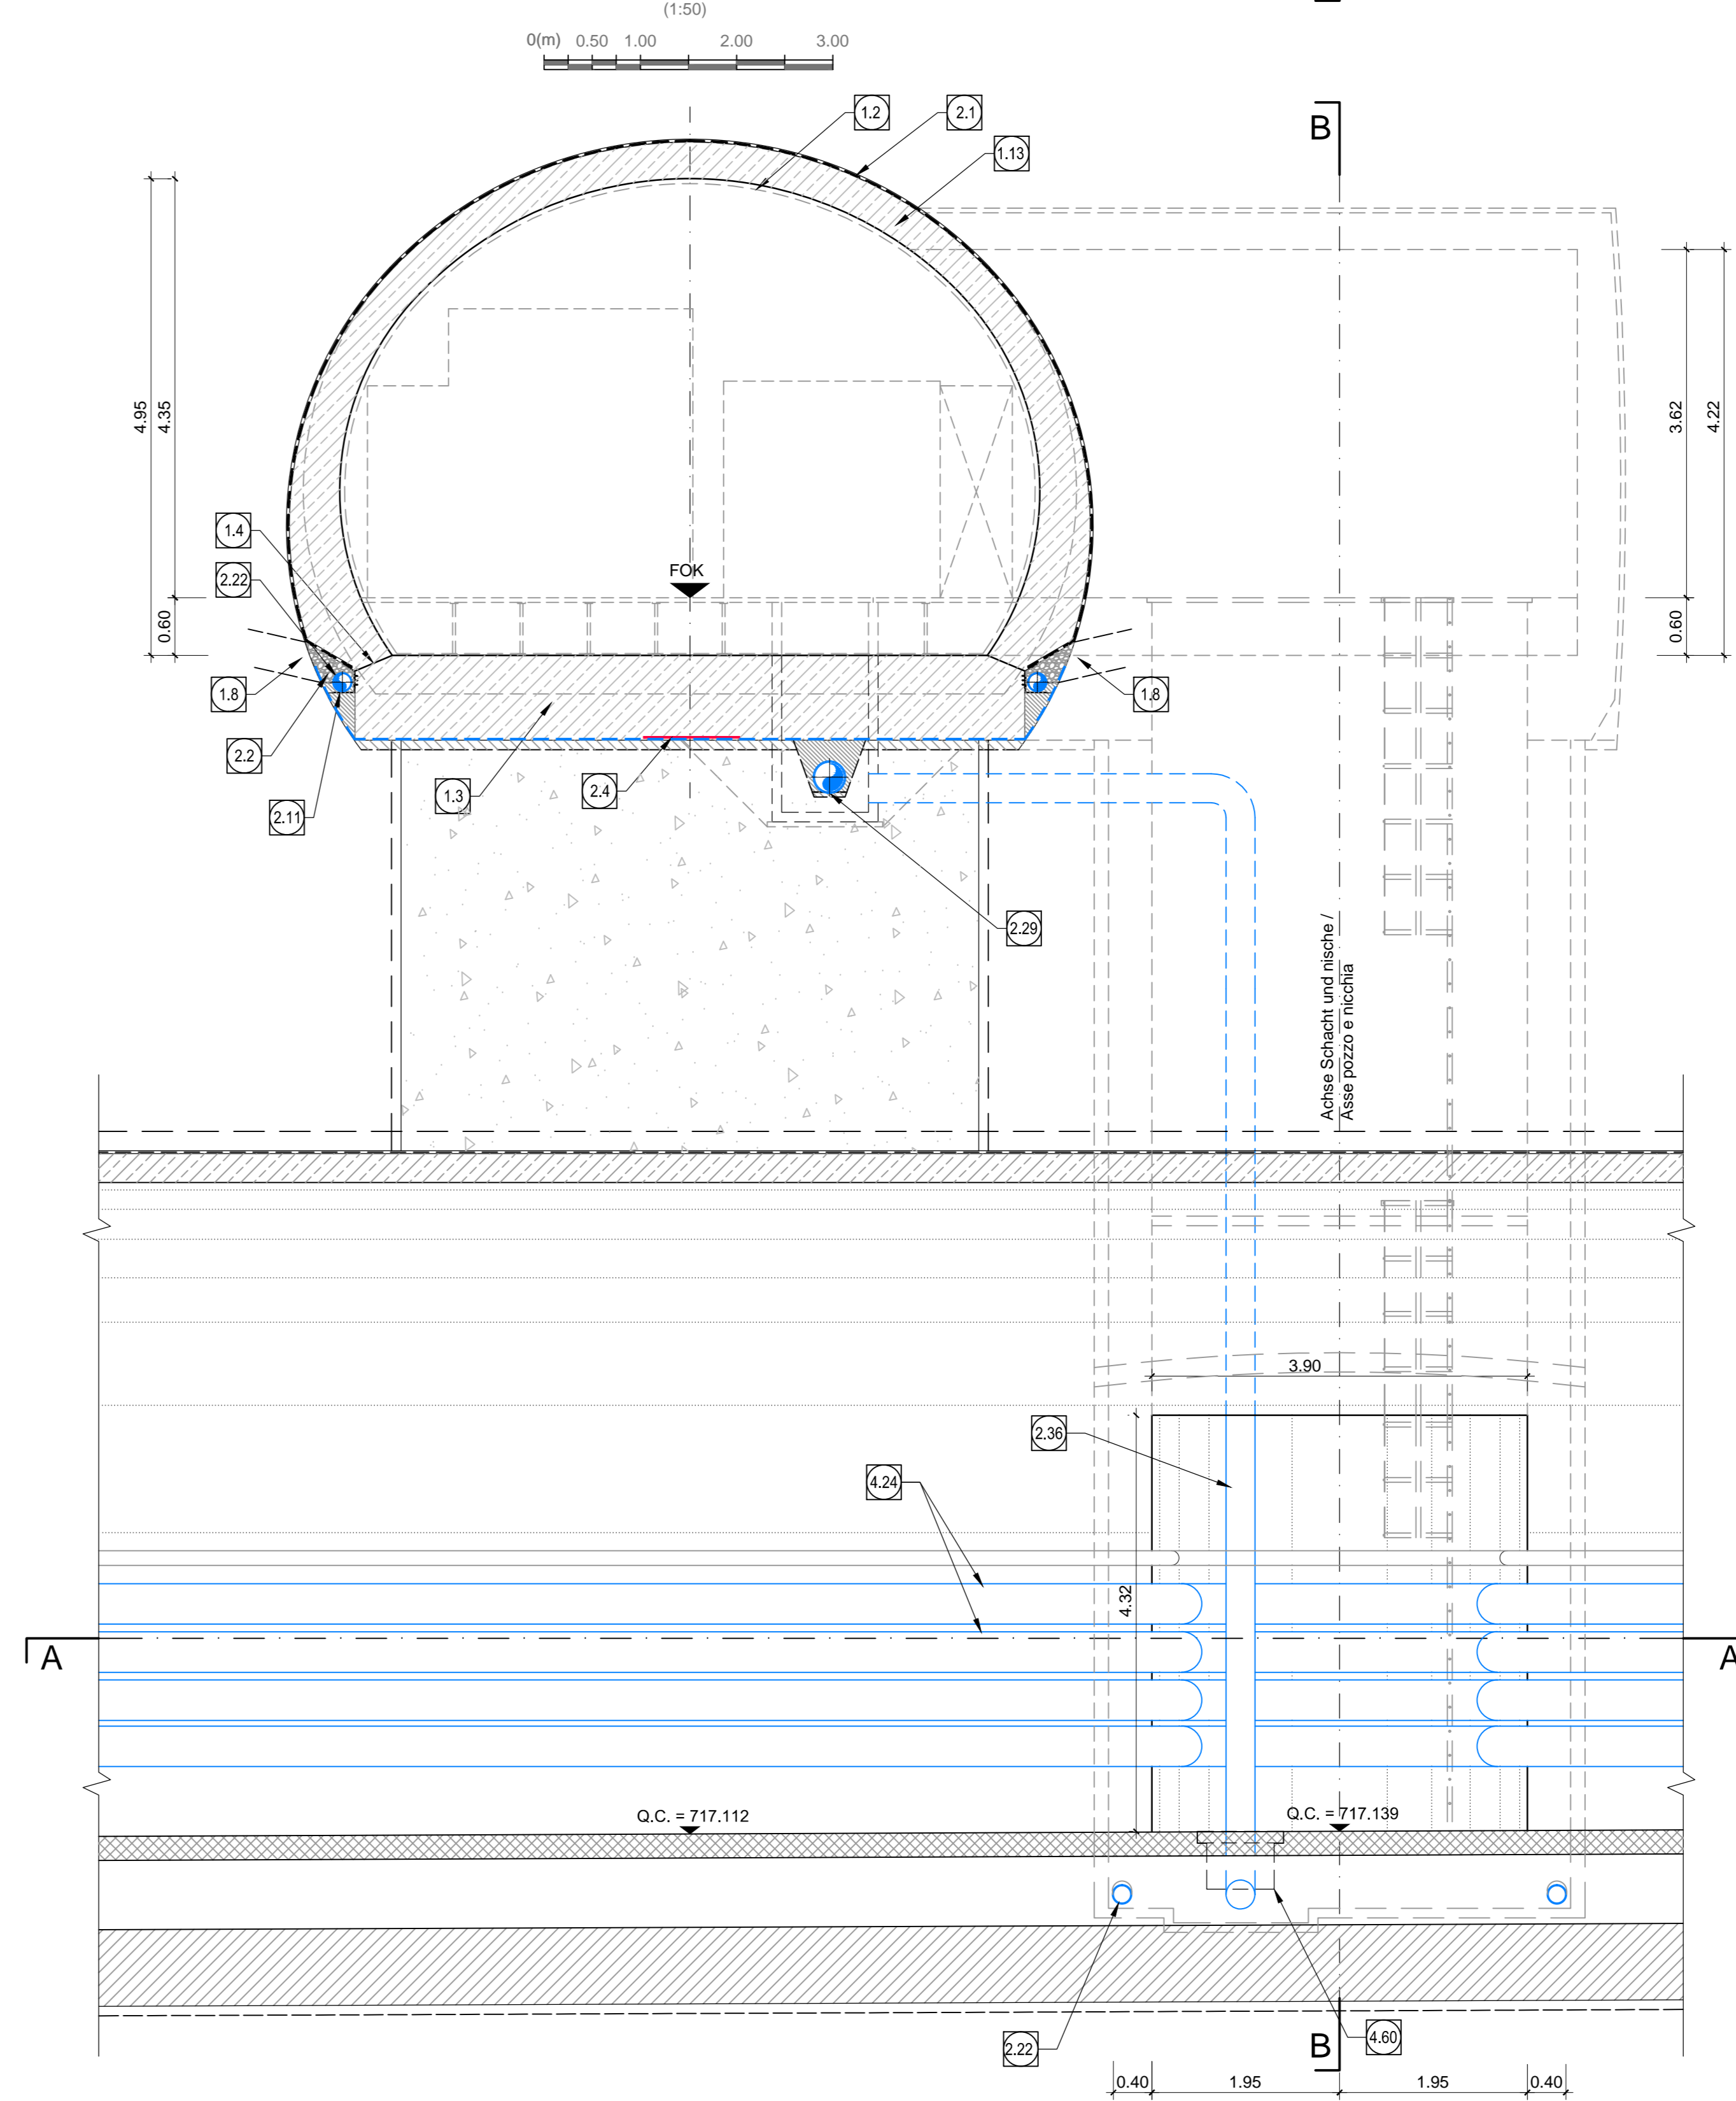 (1:50)
0(m) 0.50 1.00 2.00 3.00
1.2
2.1
1.13
B
4.95
4.35
3.62
4.22
1.4
2.22
FOK
0.60
0.60
1.8
1.8
2.2
1.3
2.4
2.11
2.29
Achse Schacht und nische /
Asse pozzo e nicchia
3.90
2.36
4.24
4.32
A
A
Q.C. = 717.112
Q.C. = 717.139
2.22
B
4.60
0.40 1.95 1.95 0.40